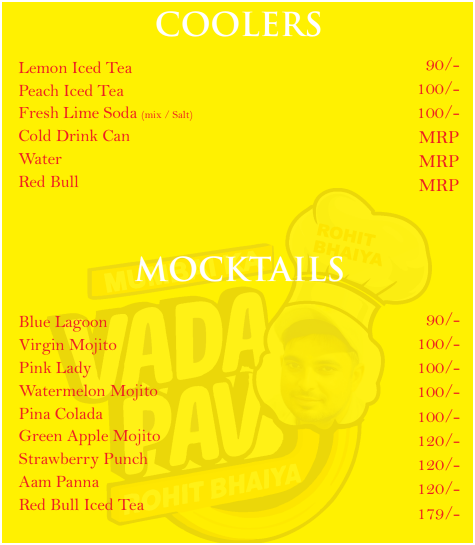 COOLERS
Lemon Iced Tea 90/-
Peach Iced Tea 100/-
Fresh Lime Soda (mix / Salt) 100/-
Cold Drink Can MRP
Water MRP
Red Bull MRP
ROHIT
BHAIYA
MOCKTAILS
VADA
PAV
Blue Lagoon 90/-
Virgin Mojito 100/-
Pink Lady 100/-
Watermelon Mojito 100/-
Pina Colada 100/-
Green Apple Mojito 120/-
Strawberry Punch 120/-
Aam Panna 120/-
Red Bull Iced Tea 179/-
ROHIT BHAIYA